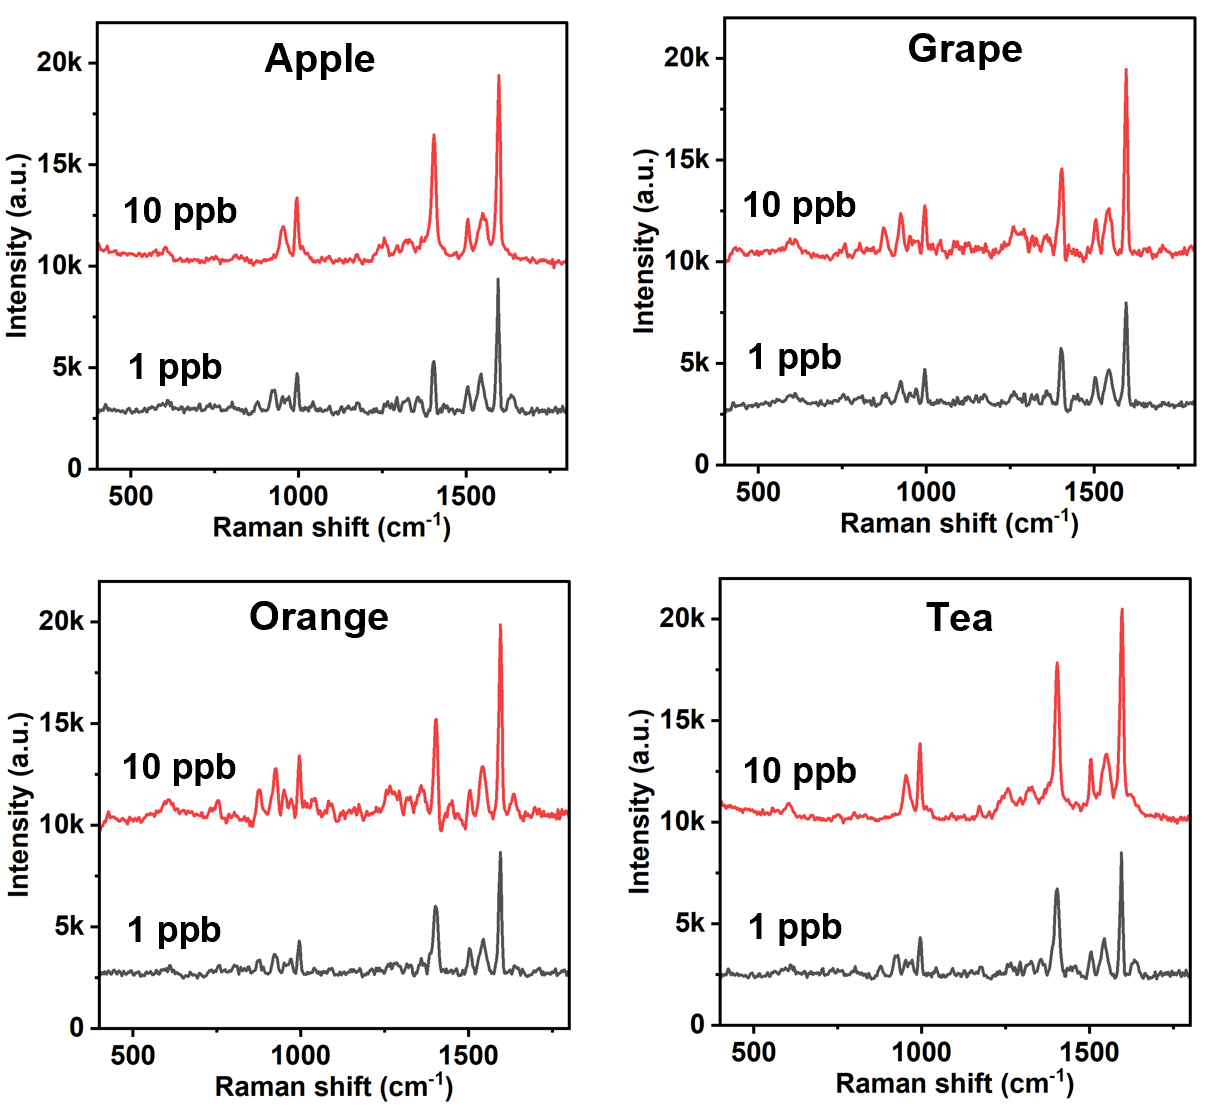 Apple
20k
15k
10 ppb
10k
1 ppb
5k
0
500 1000 1500
Raman shift (cm⁻¹)
Intensity (a.u.)
Grape
20k
15k
10 ppb
10k
1 ppb
5k
0
500 1000 1500
Raman shift (cm⁻¹)
Intensity (a.u.)
Orange
20k
15k
10 ppb
10k
1 ppb
5k
0
500 1000 1500
Raman shift (cm⁻¹)
Intensity (a.u.)
Tea
20k
15k
10 ppb
10k
1 ppb
5k
0
500 1000 1500
Raman shift (cm⁻¹)
Intensity (a.u.)